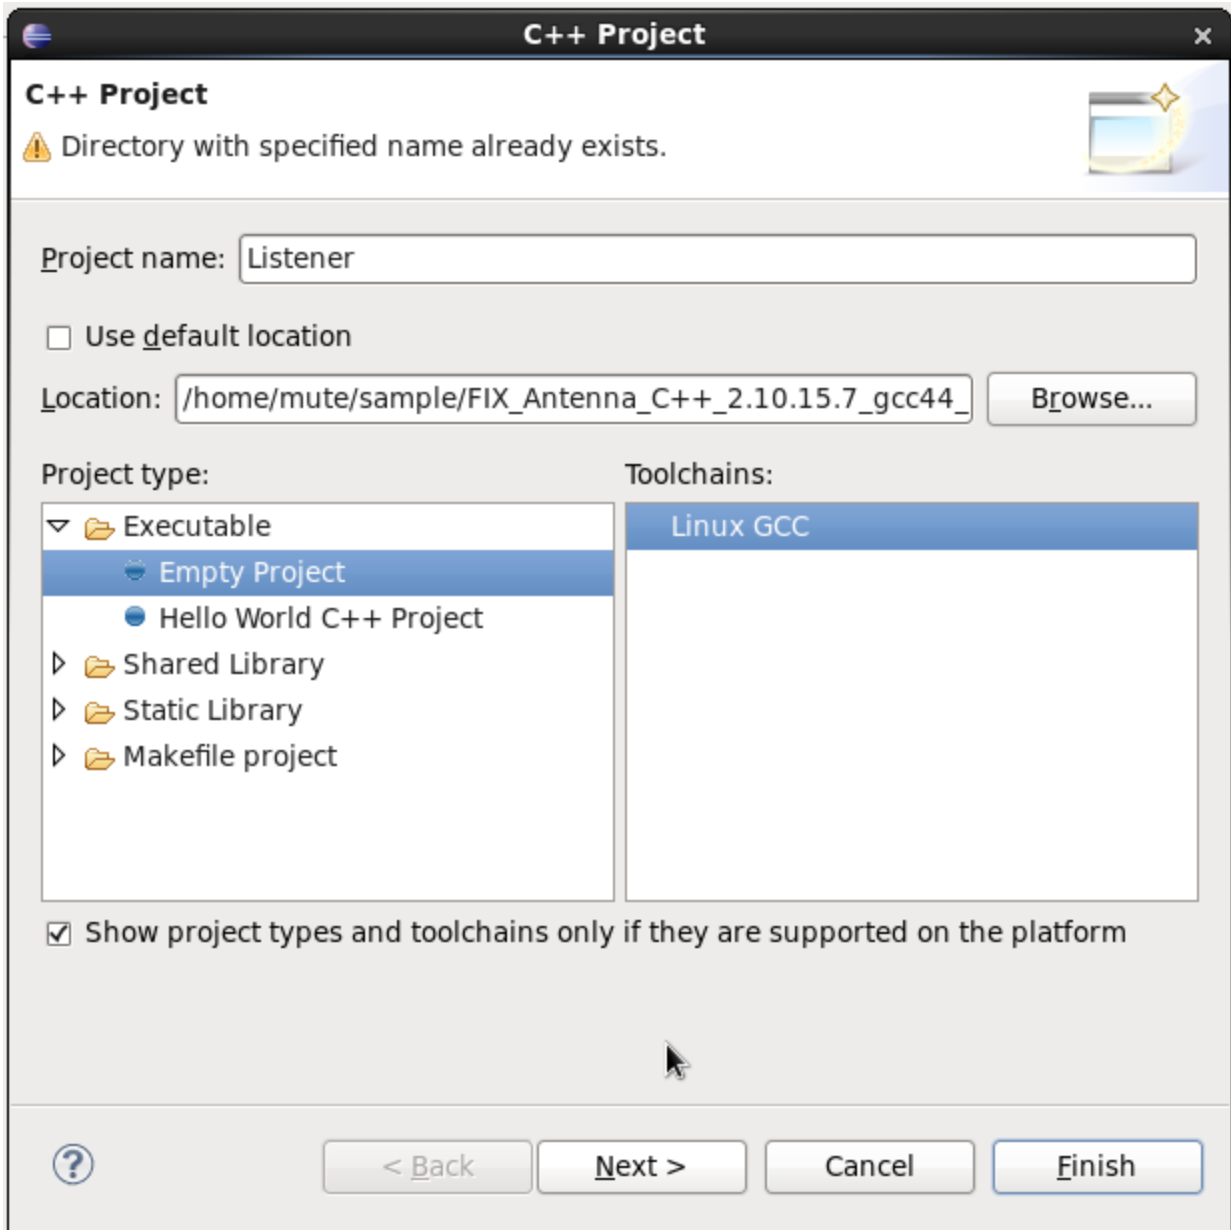 C++ Project
C++ Project
Directory with specified name already exists.
Project name: Listener
Use default location
Location: /home/mute/sample/FIX_Antenna_C++_2.10.15.7_gcc44_ Browse...
Project type: Toolchains:
Executable Linux GCC
Empty Project
Hello World C++ Project
Shared Library
Static Library
Makefile project
Show project types and toolchains only if they are supported on the platform
? < Back Next > Cancel Finish